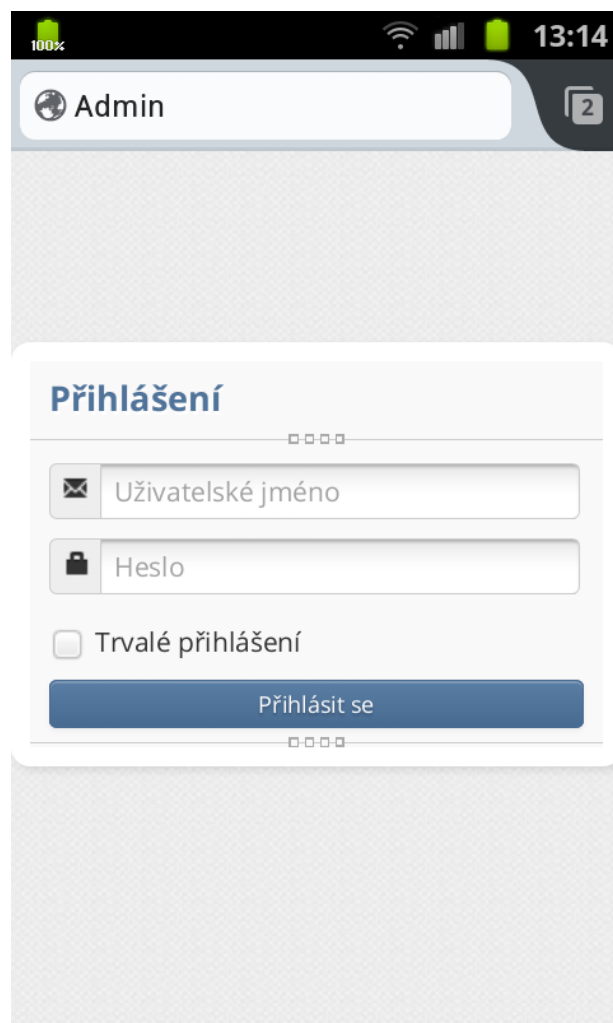 100%
13:14
Admin
2
Přihlášení
Uživatelské jméno
Heslo
Trvalé přihlášení
Přihlásit se